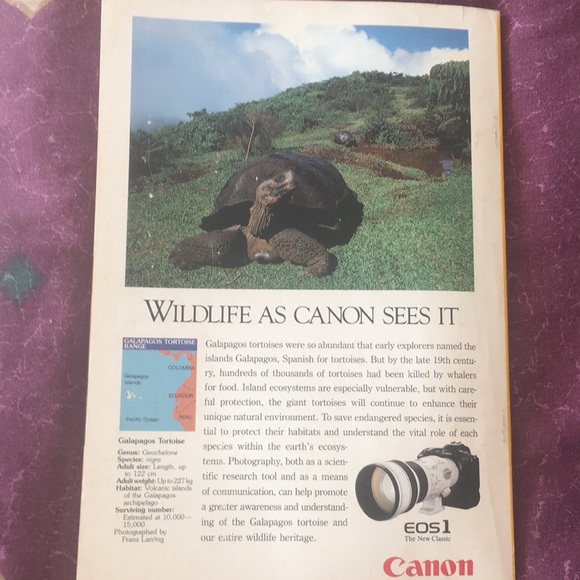 WILDLIFE AS CANON SEES IT
GALAPAGOS TORTOISE
RANGE
COLOMBIA
Galapagos
Islands
ECUADOR
Pacific Ocean
PERU
Galapagos Tortoise
Genus: Geochelone
Species: nigra
Adult size: Length, up
to 122 cm
Adult weight: Up to 227 kg
Habitat: Volcanic islands
of the Galapagos
archipelago
Surviving number:
Estimated at 10,000—
15,000
Photographed by
Frans Lanting
Galapagos tortoises were so abundant that early explorers named the
islands Galapagos, Spanish for tortoises. But by the late 19th centu-
ry, hundreds of thousands of tortoises had been killed by whalers
for food. Island ecosystems are especially vulnerable, but with care-
ful protection, the giant tortoises will continue to enhance their
unique natural environment. To save endangered species, it is essen-
tial to protect their habitats and understand the vital role of each
species within the earth's ecosys-
tems. Photography, both as a scien-
tific research tool and as a means
of communication, can help promote
a greater awareness and understand-
ing of the Galapagos tortoise and
our entire wildlife heritage.
EOS1
The New Classic
Canon